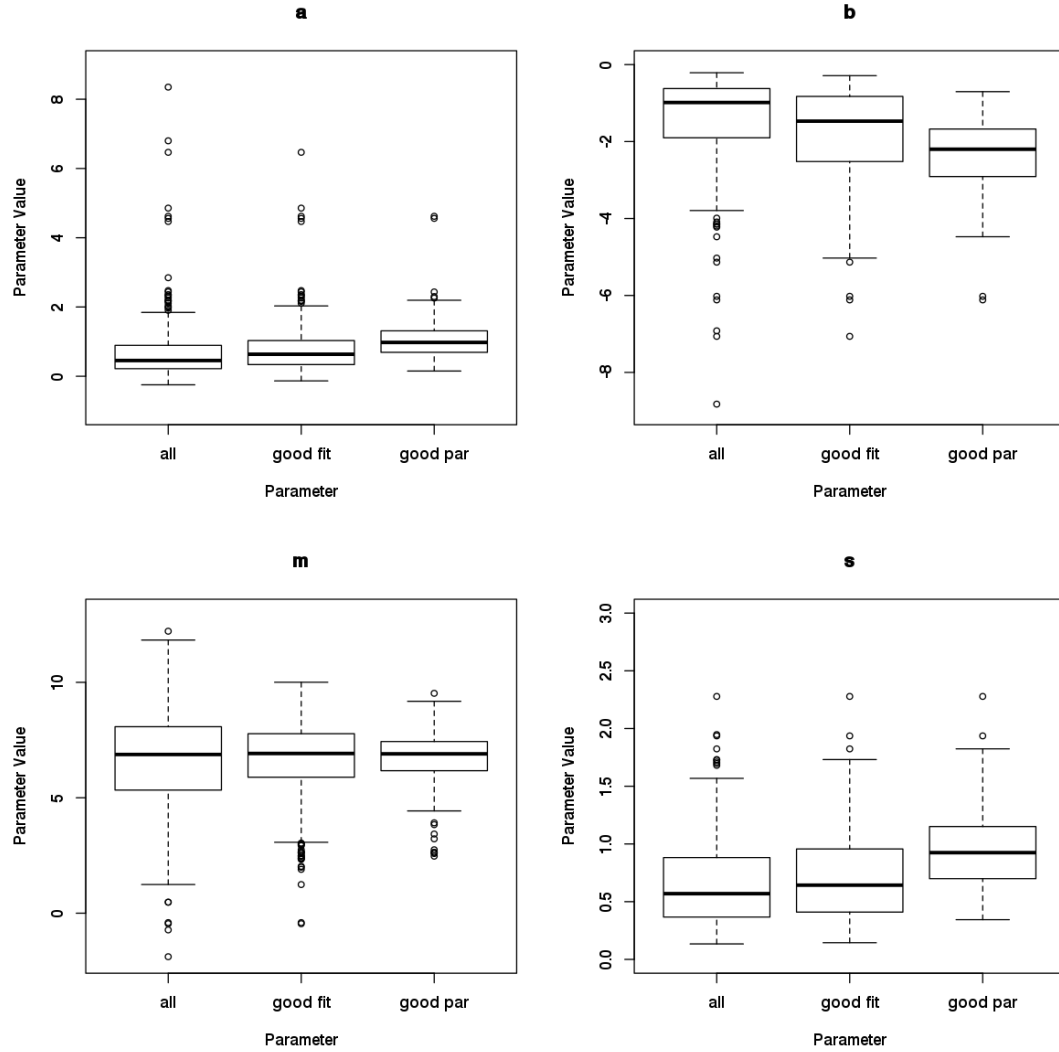 a
Parameter Value
8
6
4
2
0
all good fit good par
Parameter
b
Parameter Value
0
-2
-4
-6
-8
all good fit good par
Parameter
m
Parameter Value
10
5
0
all good fit good par
Parameter
s
Parameter Value
3.0
2.5
2.0
1.5
1.0
0.5
0.0
all good fit good par
Parameter